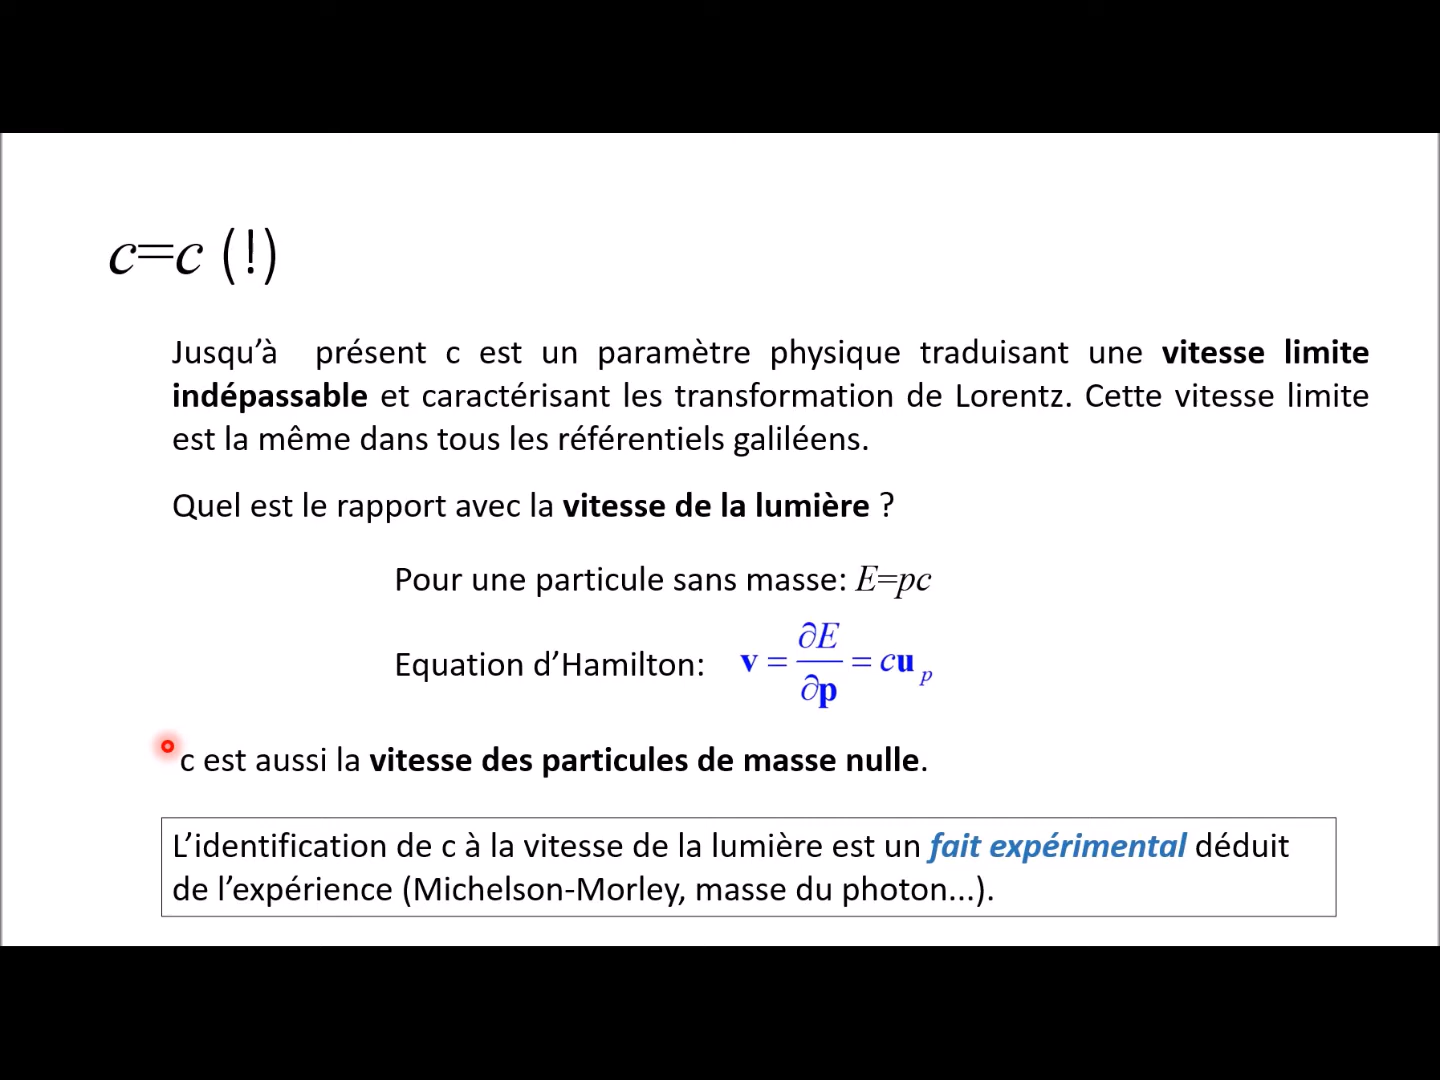 c=c (!)
Jusqu’à présent c est un paramètre physique traduisant une vitesse limite
indépassable et caractérisant les transformation de Lorentz. Cette vitesse limite
est la même dans tous les référentiels galiléens.
Quel est le rapport avec la vitesse de la lumière ?
Pour une particule sans masse: E=pc
Equation d’Hamilton: v = ∂E/∂p = cu_p
c est aussi la vitesse des particules de masse nulle.
L’identification de c à la vitesse de la lumière est un fait expérimental déduit
de l’expérience (Michelson-Morley, masse du photon...).